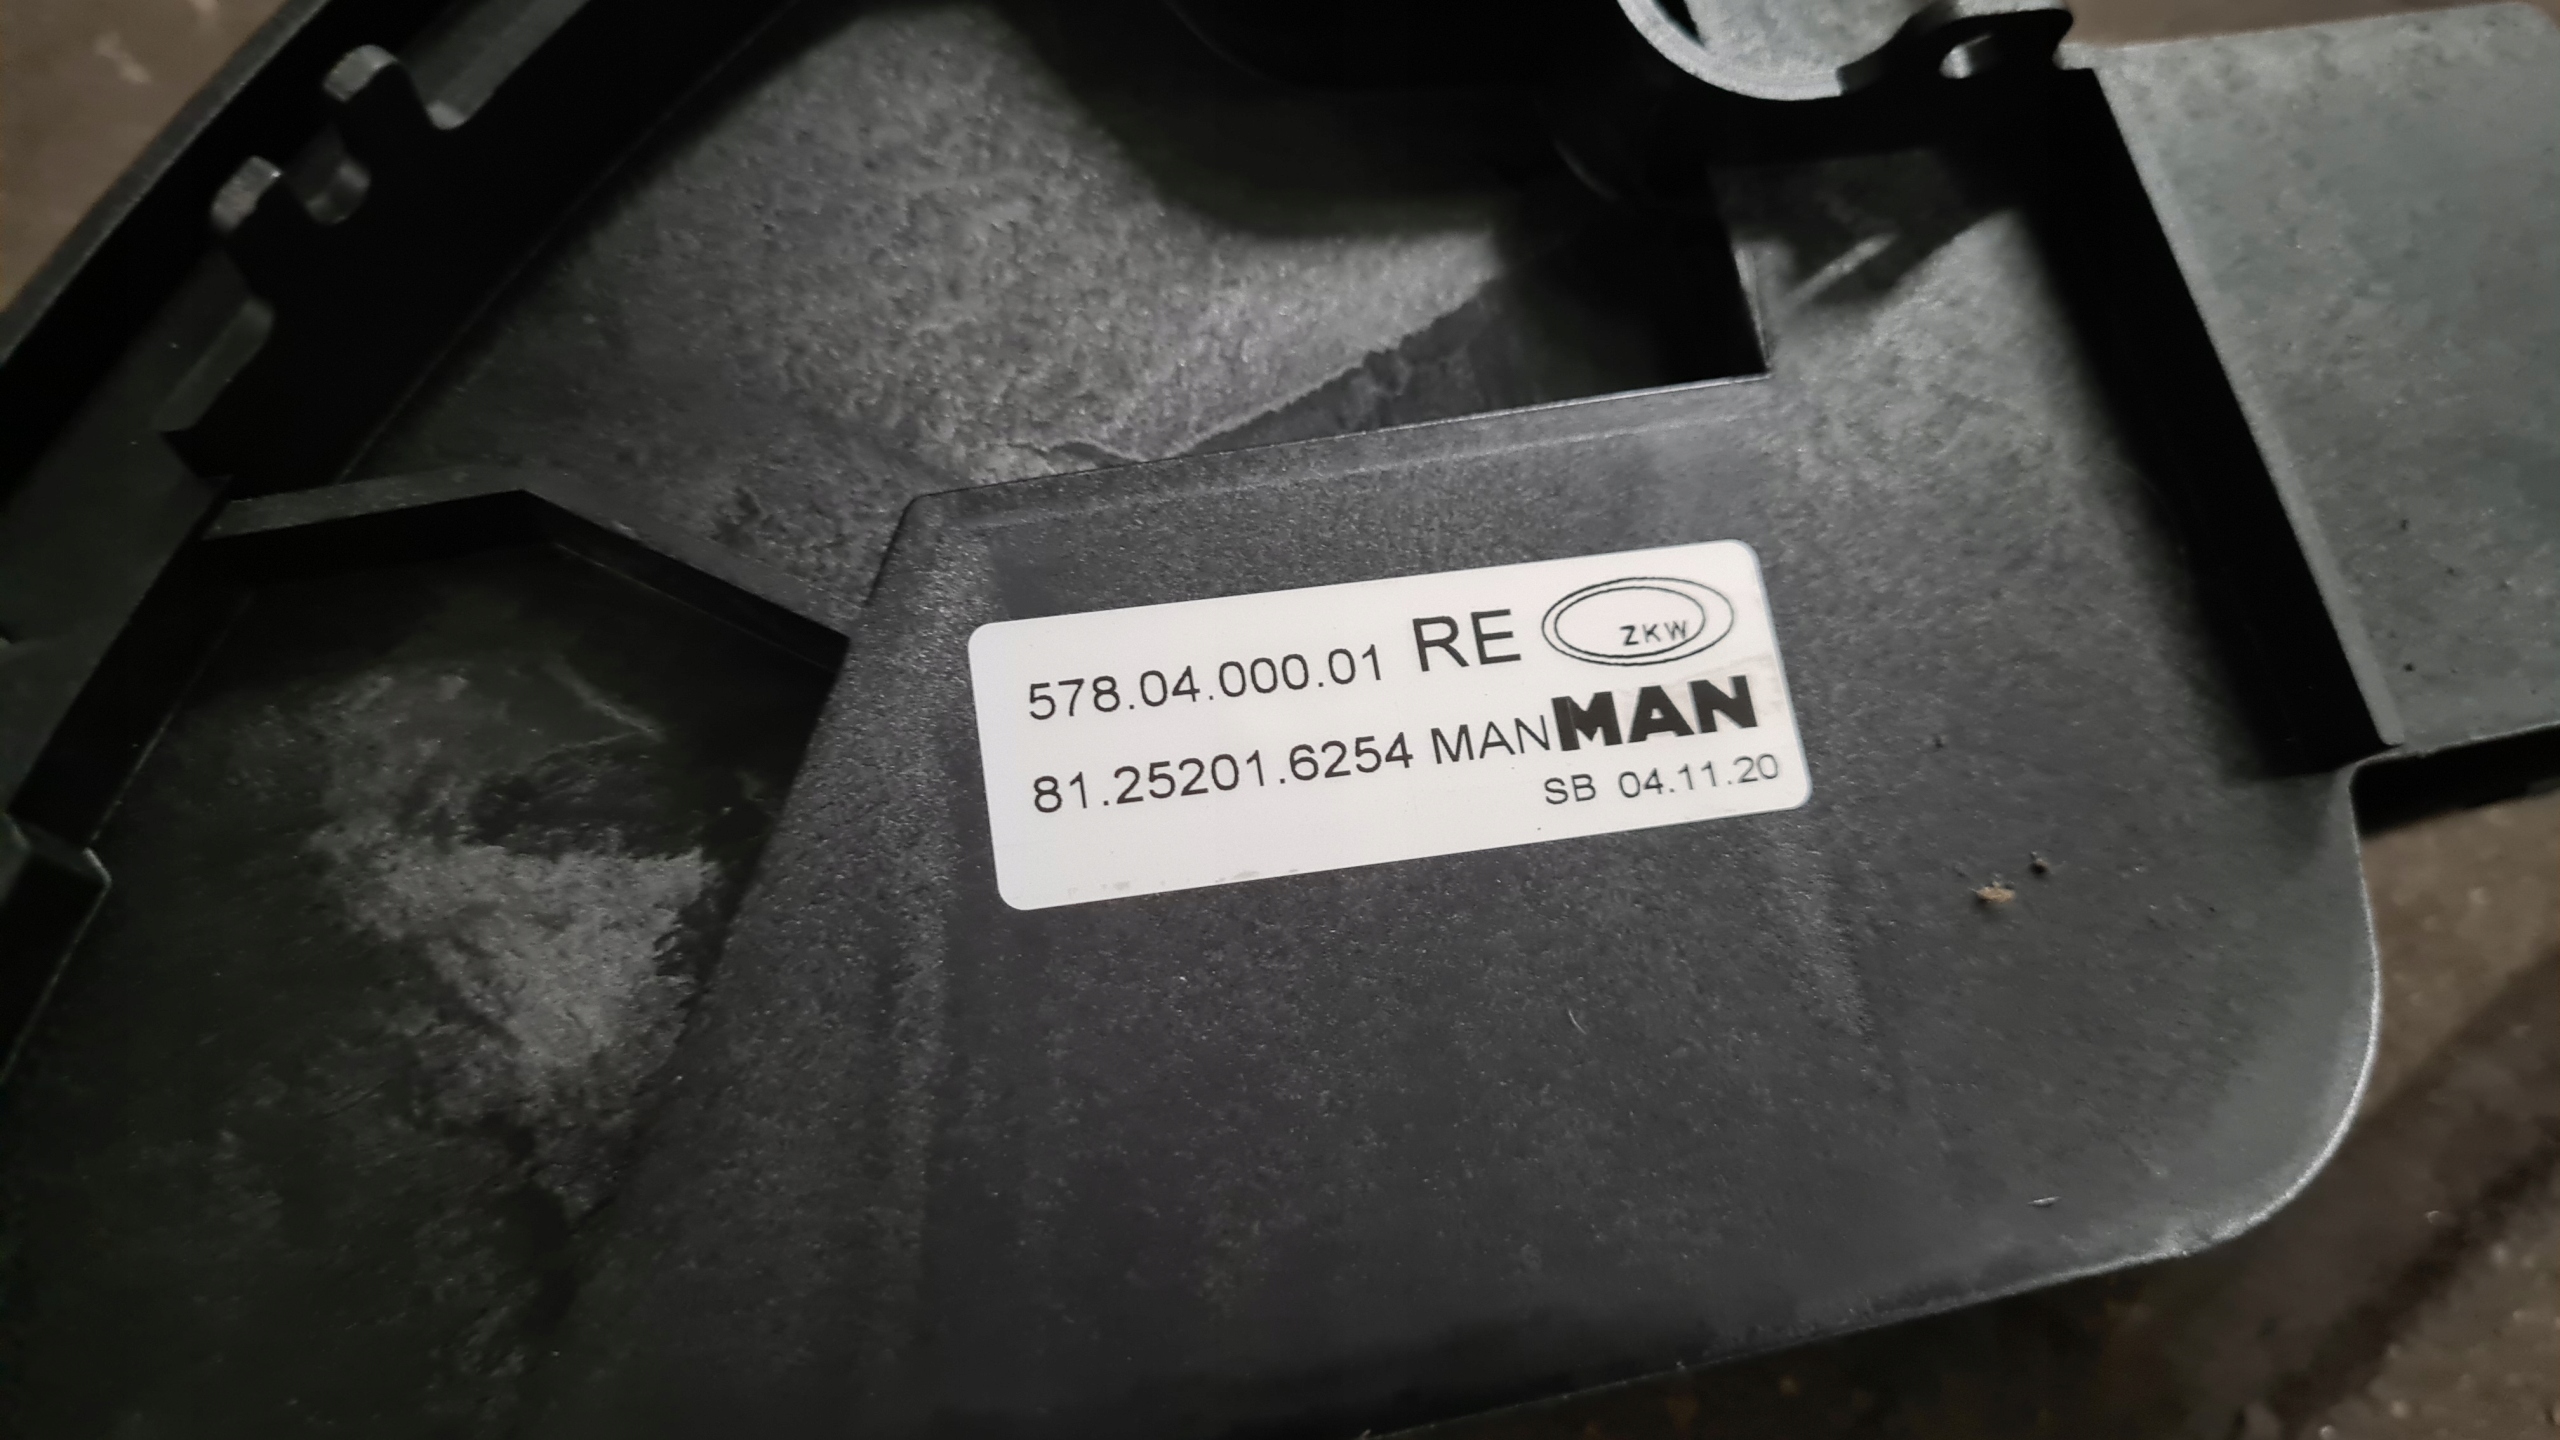 578.04.000.01 RE ZKW
81.25201.6254 MAN MAN
SB 04.11.20